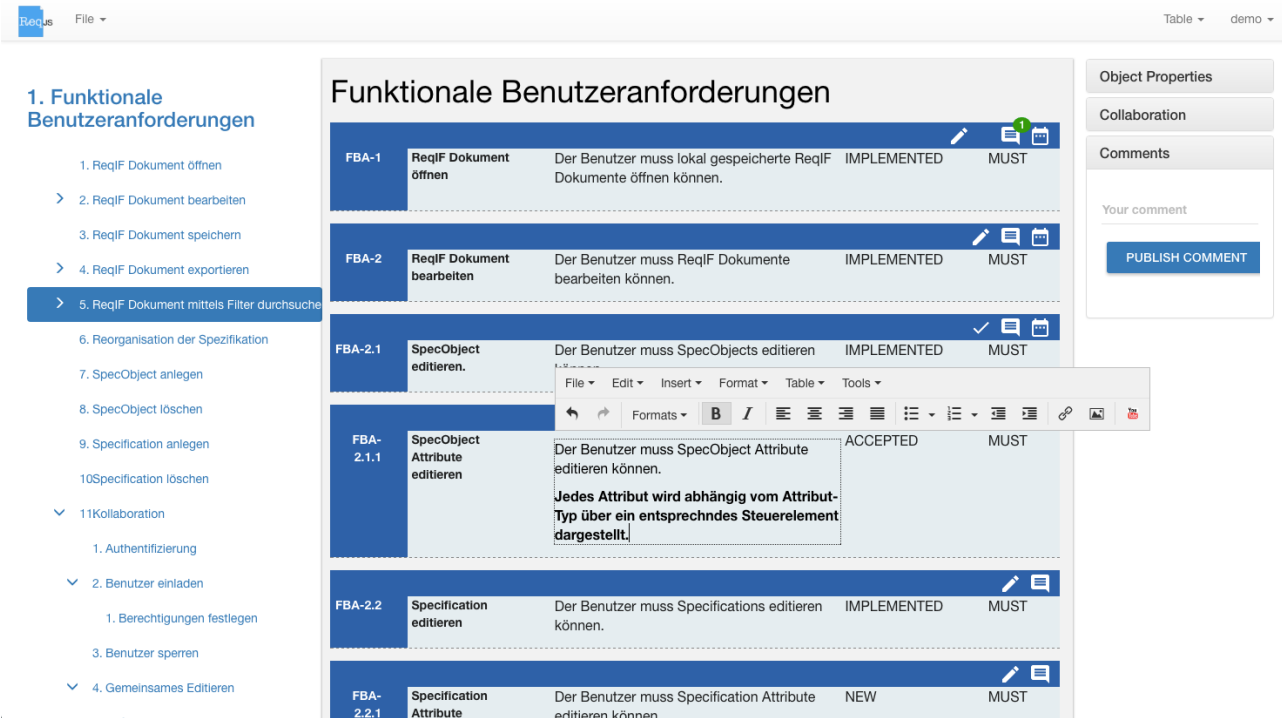 ReqJS File Table demo
1. Funktionale
Benutzeranforderungen
1. ReqIF Dokument öffnen
2. ReqIF Dokument bearbeiten
3. ReqIF Dokument speichern
4. ReqIF Dokument exportieren
5. ReqIF Dokument mittels Filter durchsuche
6. Reorganisation der Spezifikation
7. SpecObject anlegen
8. SpecObject löschen
9. Specification anlegen
10Specification löschen
11Kollaboration
1. Authentifizierung
2. Benutzer einladen
1. Berechtigungen festlegen
3. Benutzer sperren
4. Gemeinsames Editieren
Funktionale Benutzeranforderungen
1
FBA-1 ReqIF Dokument Der Benutzer muss lokal gespeicherte ReqIF IMPLEMENTED MUST
öffnen Dokumente öffnen können.
FBA-2 ReqIF Dokument Der Benutzer muss ReqIF Dokumente IMPLEMENTED MUST
bearbeiten bearbeiten können.
FBA-2.1 SpecObject Der Benutzer muss SpecObjects editieren IMPLEMENTED MUST
editieren.
File Edit Insert Format Table Tools
Formats B I You
FBA- SpecObject Der Benutzer muss SpecObject Attribute ACCEPTED MUST
2.1.1 Attribute editieren können.
editieren
Jedes Attribut wird abhängig vom Attribut-
Typ über ein entsprechndes Steuerelement
dargestellt.
FBA-2.2 Specification Der Benutzer muss Specifications editieren IMPLEMENTED MUST
editieren können.
FBA- Specification Der Benutzer muss Specification Attribute NEW MUST
2.2.1 Attribute editieren können
Object Properties
Collaboration
Comments
Your comment
PUBLISH COMMENT